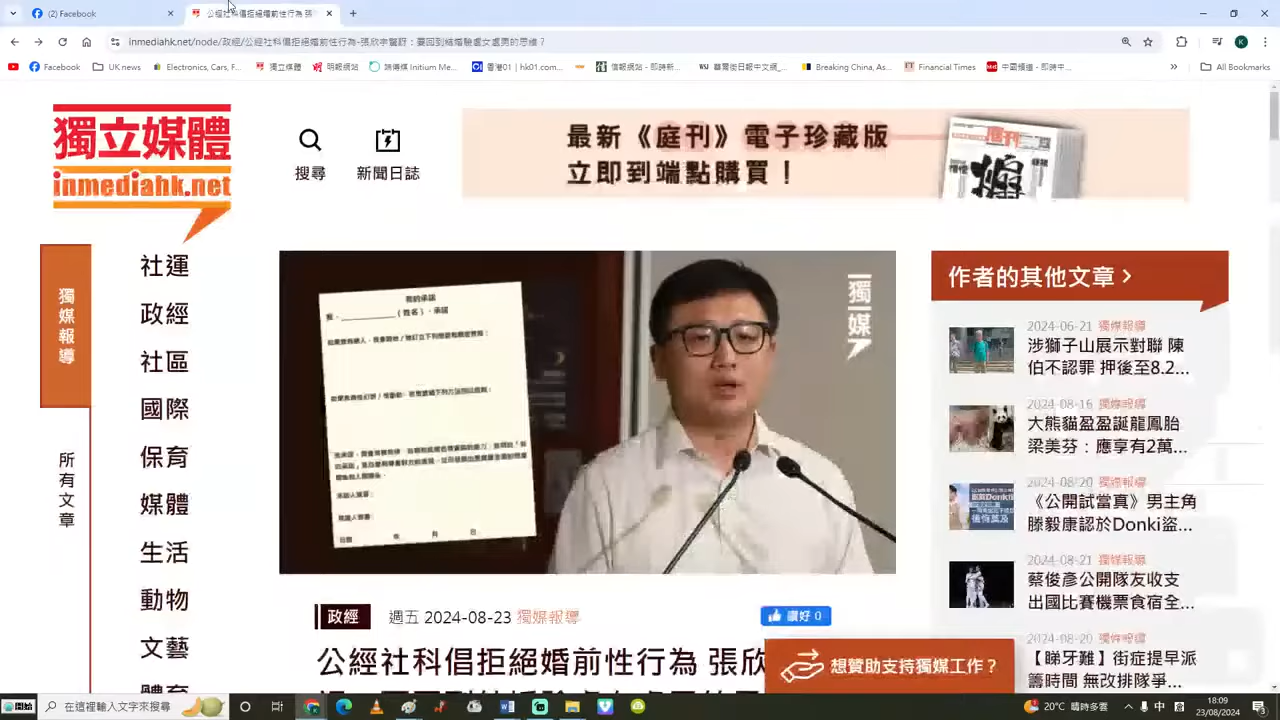 (2) Facebook
公經社科倡拒絕婚前性行為 張
inmediahk.net/node/政經/公經社科倡拒絕婚前性行為-張欣宇驚訝：要回到結婚驗處女處男的思維？
Facebook
UK news
Electronics, Cars, F...
獨立媒體
明報網站
端傳媒 Initium Me...
香港01 | hk01.com...
信報網站 - 即時新...
華爾街日報中文網_...
Breaking China, As...
Financial Times
中國頻道 - 即時中...
All Bookmarks
獨立媒體
inmediahk.net
搜尋
新聞日誌
最新《庭刊》電子珍藏版
立即到端點購買！
獨媒報導
所有文章
社運
政經
社區
國際
保育
媒體
生活
動物
文藝
體育
我的承諾
我，____________（姓名），承諾
獨媒
作者的其他文章
2024-06-21 獨媒報導
涉獅子山展示對聯 陳
伯不認罪 押後至8.2...
2024-08-16 獨媒報導
大熊貓盈盈誕龍鳳胎
梁美芬：應享有2萬...
2024-08-20 獨媒報導
《公開試當真》男主角
滕毅康認於Donki盜...
2024-08-21 獨媒報導
蔡俊彥公開隊友收支
出國比賽機票食宿全...
2024-08-20 獨媒報導
【睇牙難】街症提早派
籌時間 無改排隊爭...
政經
週五 2024-08-23 獨媒報導
讚好 0
公經社科倡拒絕婚前性行為 張欣
想贊助支持獨媒工作？
開始
在這裡輸入文字來搜尋
20°C 晴時多雲
中
18:09
23/08/2024